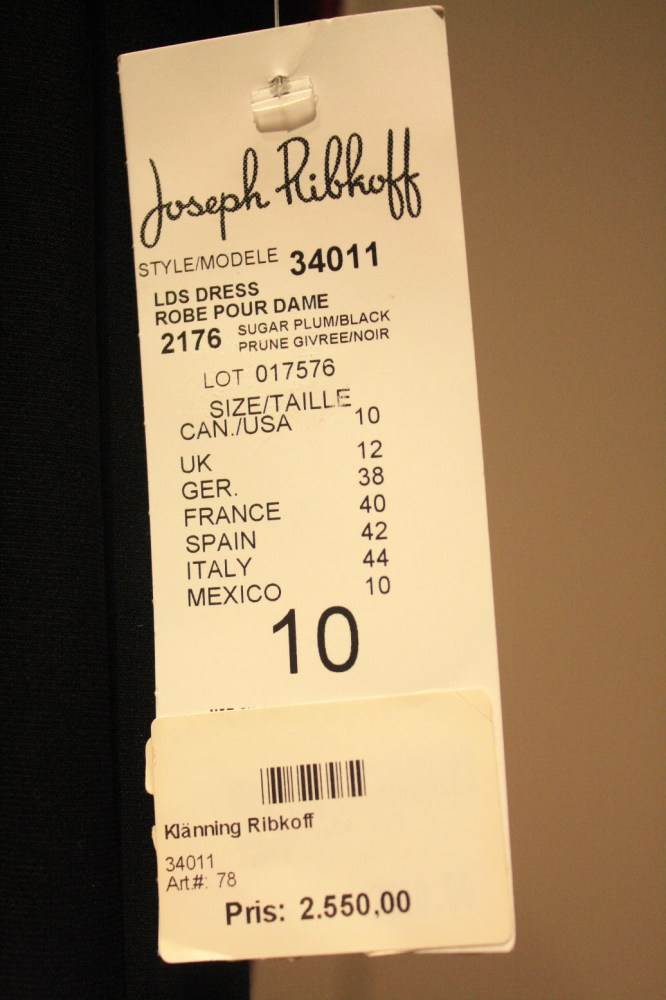 Joseph Ribkoff
STYLE/MODELE 34011
LDS DRESS
ROBE POUR DAME
2176 SUGAR PLUM/BLACK
PRUNE GIVREE/NOIR
LOT 017576
SIZE/TAILLE
CAN./USA 10
UK 12
GER. 38
FRANCE 40
SPAIN 42
ITALY 44
MEXICO 10
10
Klänning Ribkoff
34011
Art.#: 78
Pris: 2.550,00